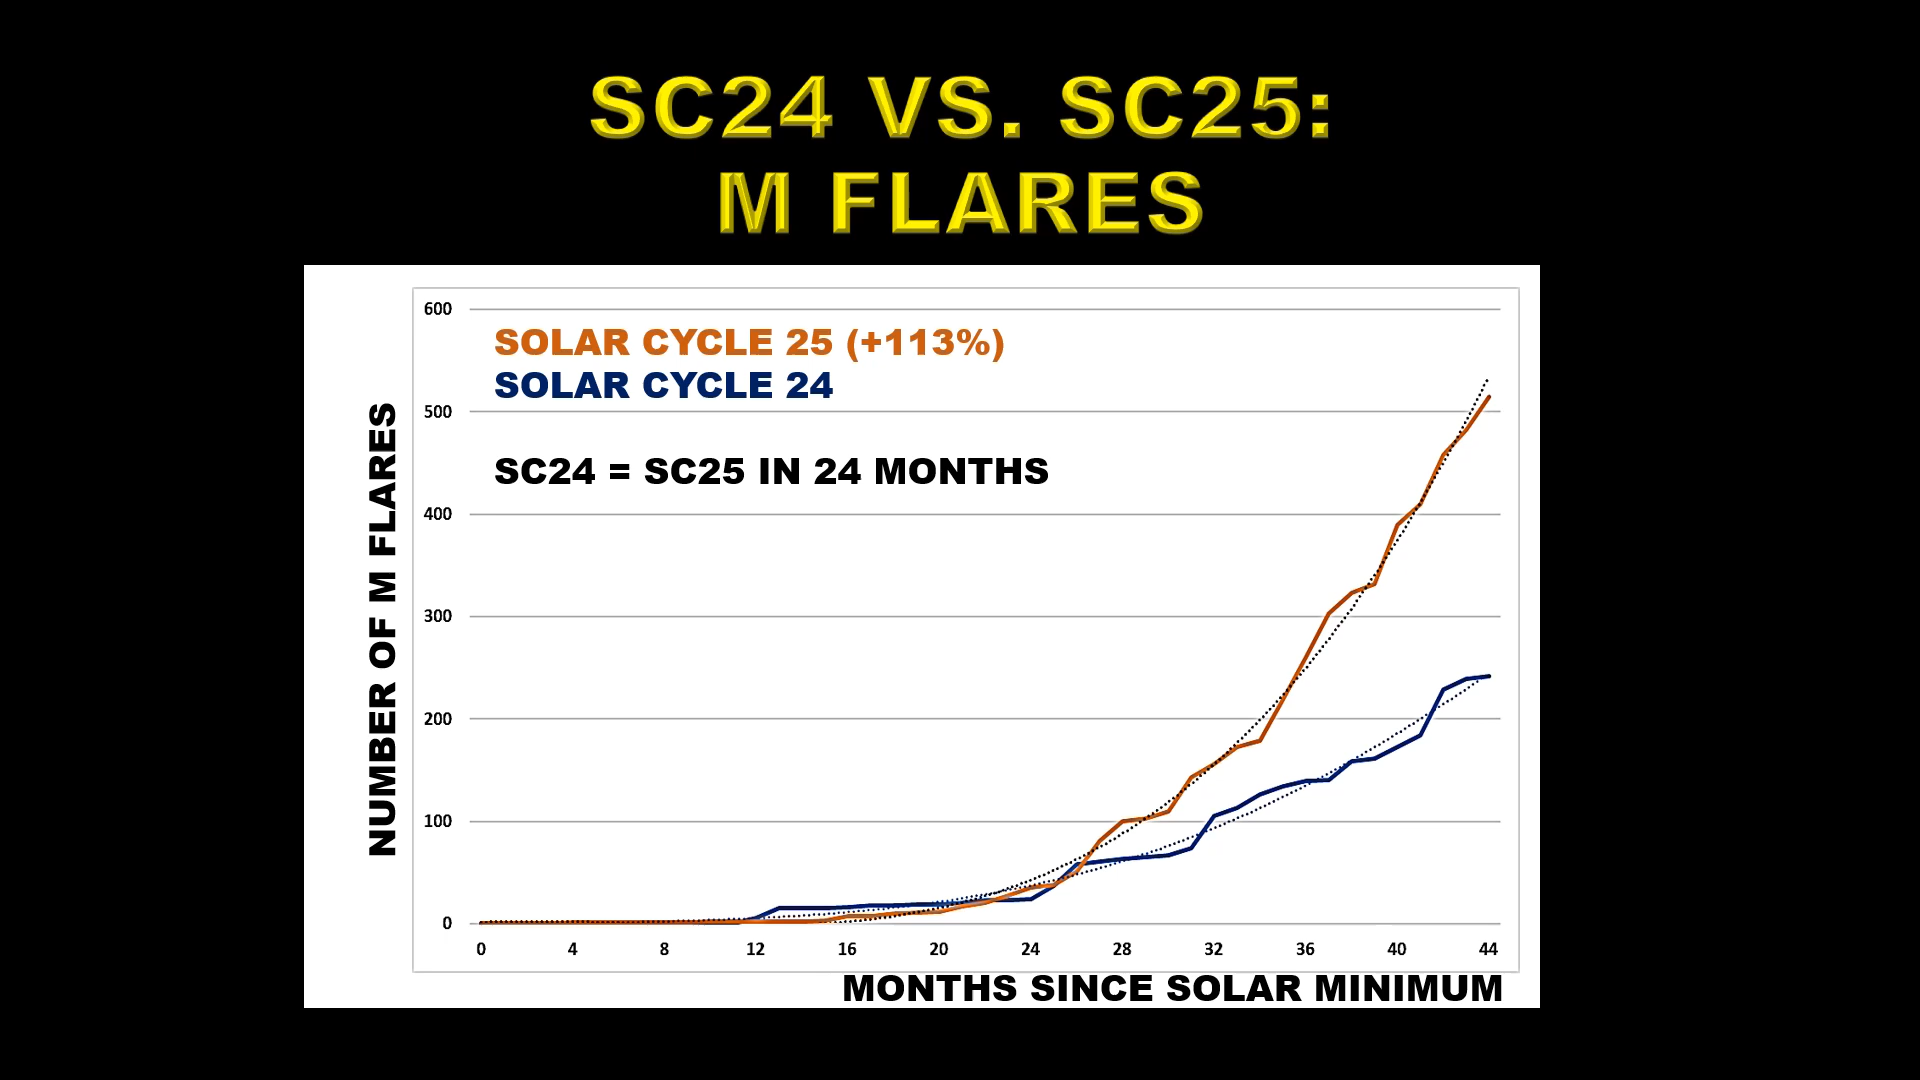 SC24 VS. SC25:
M FLARES
SOLAR CYCLE 25 (+113%)
SOLAR CYCLE 24
SC24 = SC25 IN 24 MONTHS
NUMBER OF M FLARES
600
500
400
300
200
100
0
0 4 8 12 16 20 24 28 32 36 40 44
MONTHS SINCE SOLAR MINIMUM